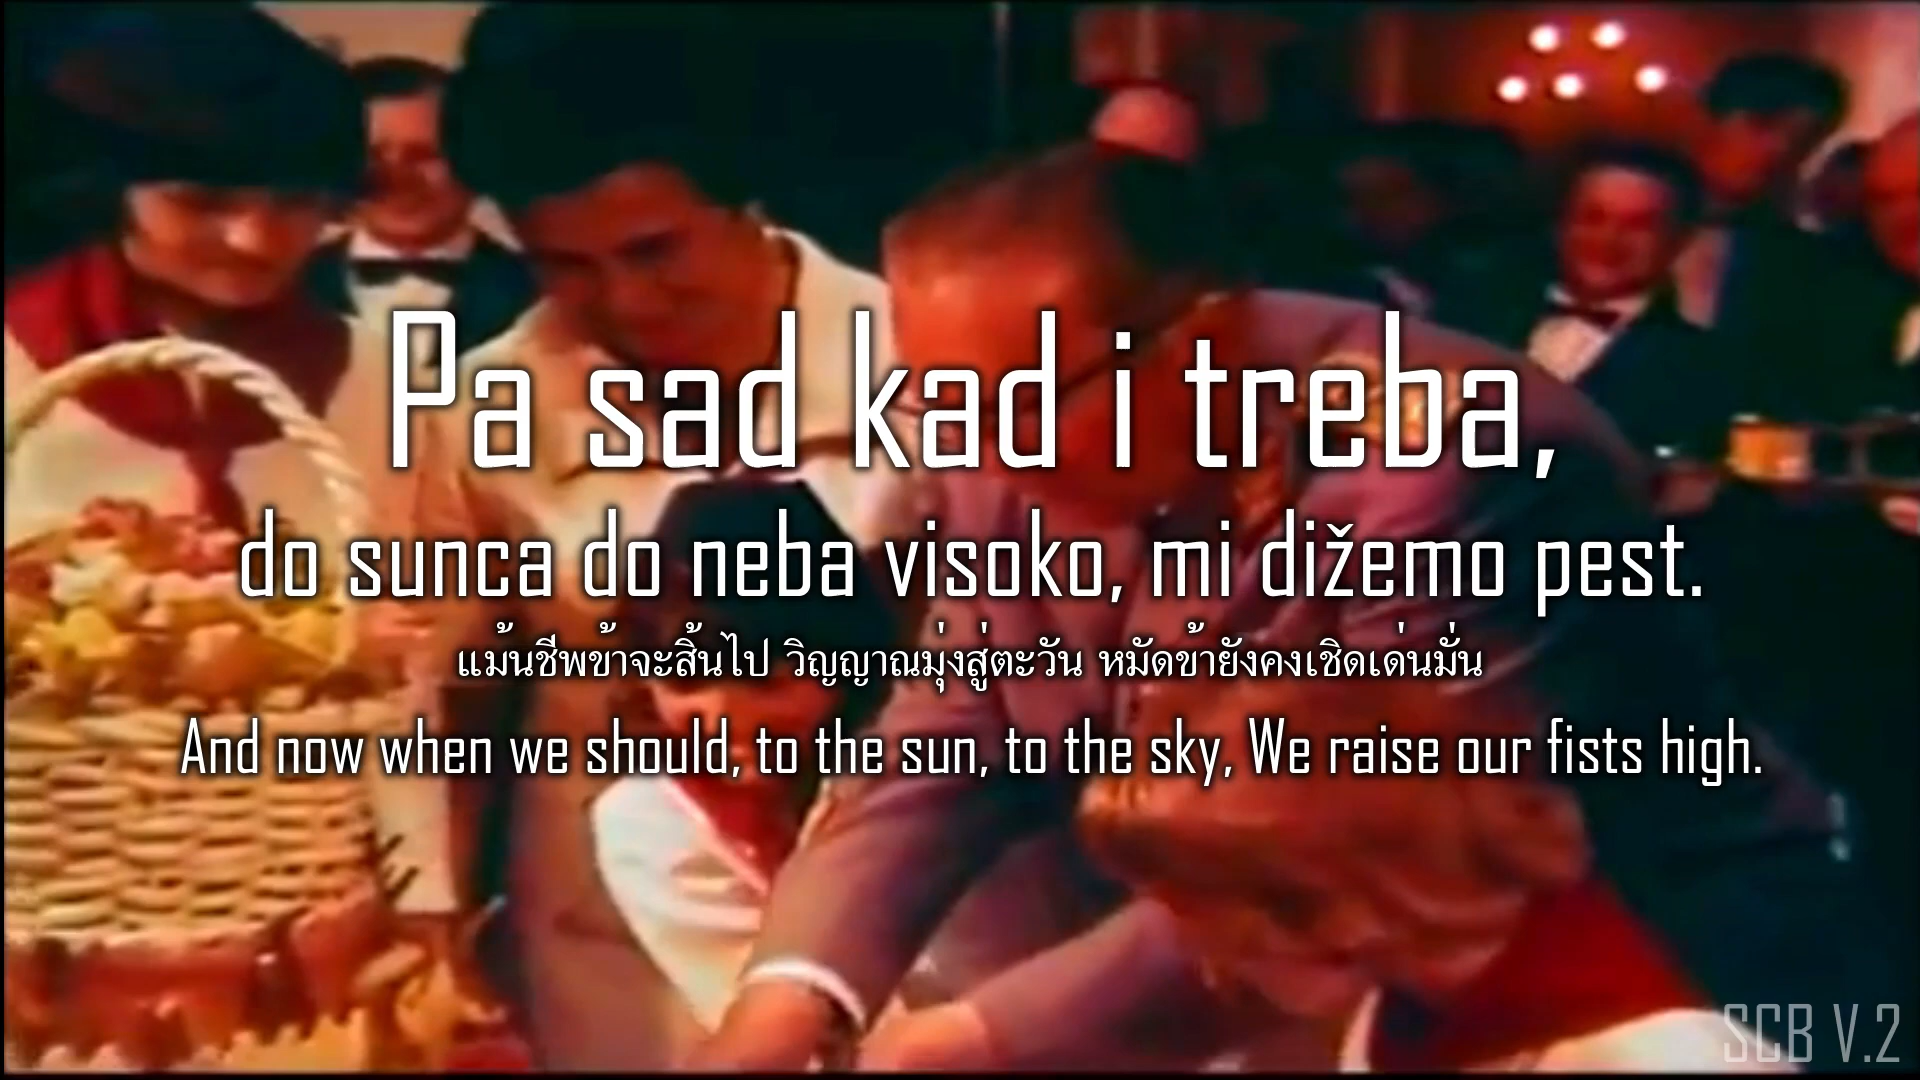 Pa sad kad i treba,
do sunca do neba visoko, mi dižemo pest.
แม้นชีพข้าจะสิ้นไป วิญญาณมุ่งสู่ตะวัน หมัดข้ายังคงเชิดเด่นมั่น
And now when we should, to the sun, to the sky, We raise our fists high.
SCB V.2